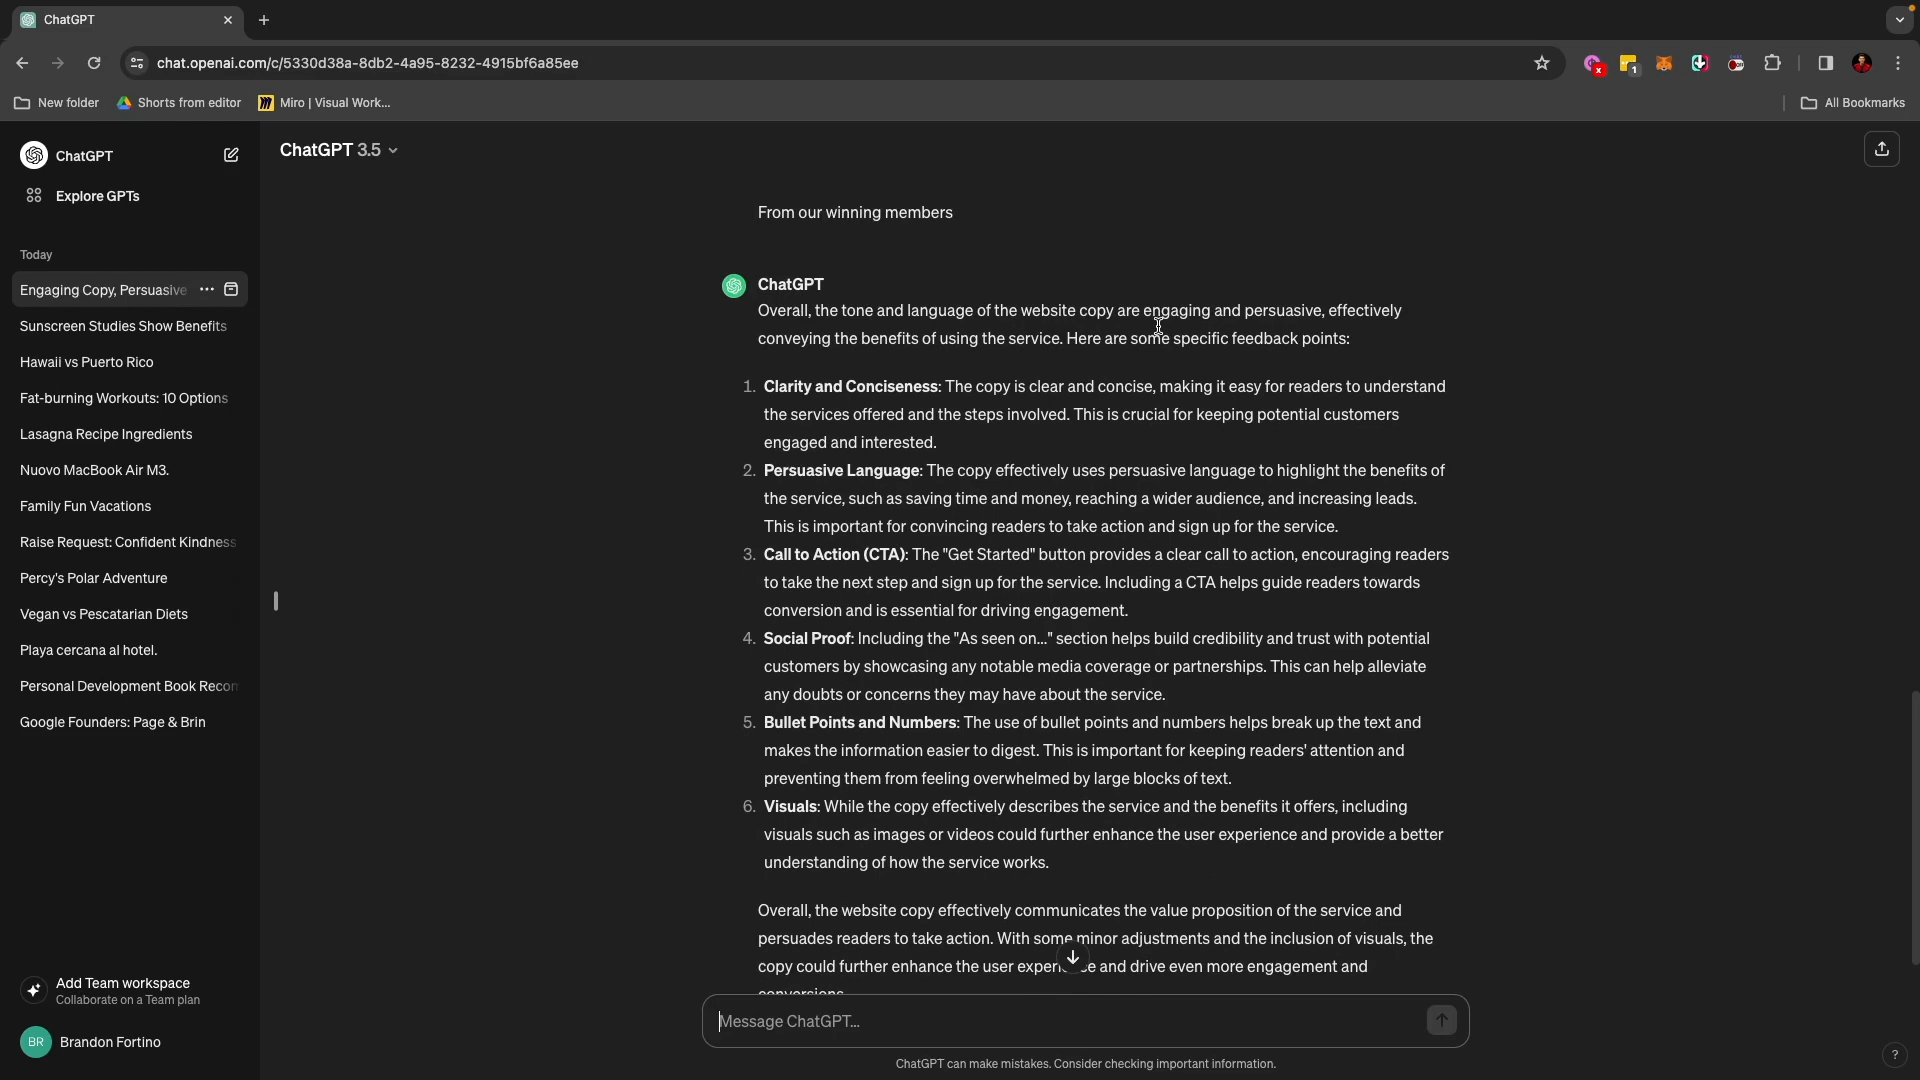 ChatGPT
chat.openai.com/c/5330d38a-8db2-4a95-8232-4915bf6a85ee
x
1
New folder
Shorts from editor
Miro | Visual Work...
All Bookmarks
ChatGPT
Explore GPTs
Today
Engaging Copy, Persuasive
Sunscreen Studies Show Benefits
Hawaii vs Puerto Rico
Fat-burning Workouts: 10 Options
Lasagna Recipe Ingredients
Nuovo MacBook Air M3.
Family Fun Vacations
Raise Request: Confident Kindness
Percy's Polar Adventure
Vegan vs Pescatarian Diets
Playa cercana al hotel.
Personal Development Book Recon
Google Founders: Page & Brin
Add Team workspace
Collaborate on a Team plan
BR
Brandon Fortino
ChatGPT 3.5
From our winning members
ChatGPT
Overall, the tone and language of the website copy are engaging and persuasive, effectively
conveying the benefits of using the service. Here are some specific feedback points:
1. Clarity and Conciseness: The copy is clear and concise, making it easy for readers to understand
the services offered and the steps involved. This is crucial for keeping potential customers
engaged and interested.
2. Persuasive Language: The copy effectively uses persuasive language to highlight the benefits of
the service, such as saving time and money, reaching a wider audience, and increasing leads.
This is important for convincing readers to take action and sign up for the service.
3. Call to Action (CTA): The "Get Started" button provides a clear call to action, encouraging readers
to take the next step and sign up for the service. Including a CTA helps guide readers towards
conversion and is essential for driving engagement.
4. Social Proof: Including the "As seen on..." section helps build credibility and trust with potential
customers by showcasing any notable media coverage or partnerships. This can help alleviate
any doubts or concerns they may have about the service.
5. Bullet Points and Numbers: The use of bullet points and numbers helps break up the text and
makes the information easier to digest. This is important for keeping readers' attention and
preventing them from feeling overwhelmed by large blocks of text.
6. Visuals: While the copy effectively describes the service and the benefits it offers, including
visuals such as images or videos could further enhance the user experience and provide a better
understanding of how the service works.
Overall, the website copy effectively communicates the value proposition of the service and
persuades readers to take action. With some minor adjustments and the inclusion of visuals, the
copy could further enhance the user experience and drive even more engagement and
conversions.
Message ChatGPT...
ChatGPT can make mistakes. Consider checking important information.
?